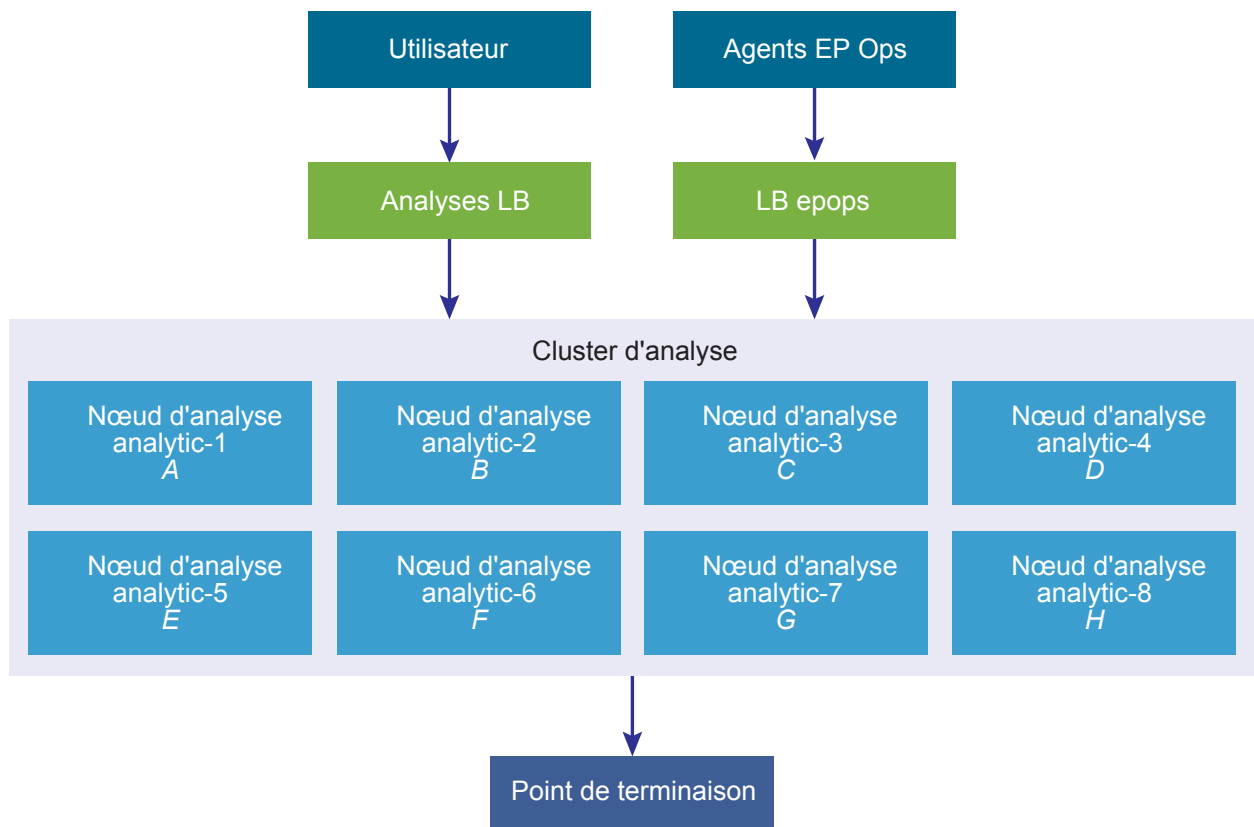 Utilisateur
Agents EP Ops
Analyses LB
LB epops
Cluster d'analyse
Nœud d'analyse
analytic-1
A
Nœud d'analyse
analytic-2
B
Nœud d'analyse
analytic-3
C
Nœud d'analyse
analytic-4
D
Nœud d'analyse
analytic-5
E
Nœud d'analyse
analytic-6
F
Nœud d'analyse
analytic-7
G
Nœud d'analyse
analytic-8
H
Point de terminaison